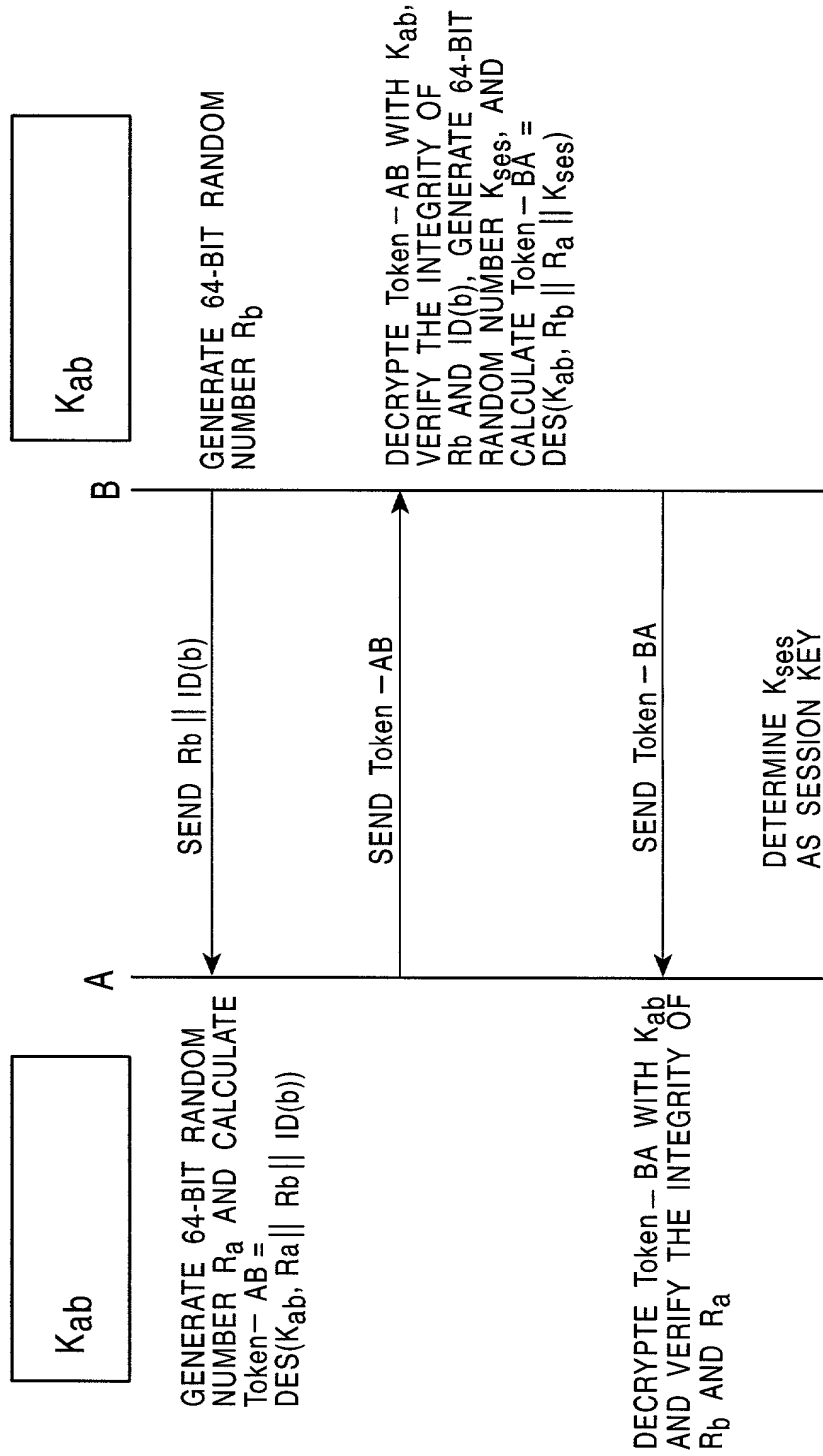 A
B
Kab
Kab
GENERATE 64-BIT RANDOM
NUMBER Rb
SEND Rb || ID(b)
GENERATE 64-BIT RANDOM
NUMBER Ra AND CALCULATE
Token-AB =
DES(Kab, Ra || Rb || ID(b))
SEND Token-AB
DECRYPTE Token-AB WITH Kab,
VERIFY THE INTEGRITY OF
Rb AND ID(b), GENERATE 64-BIT
RANDOM NUMBER Kses, AND
CALCULATE Token-BA =
DES(Kab, Rb || Ra || Kses)
SEND Token-BA
DECRYPTE Token-BA WITH Kab
AND VERIFY THE INTEGRITY OF
Rb AND Ra
DETERMINE Kses
AS SESSION KEY